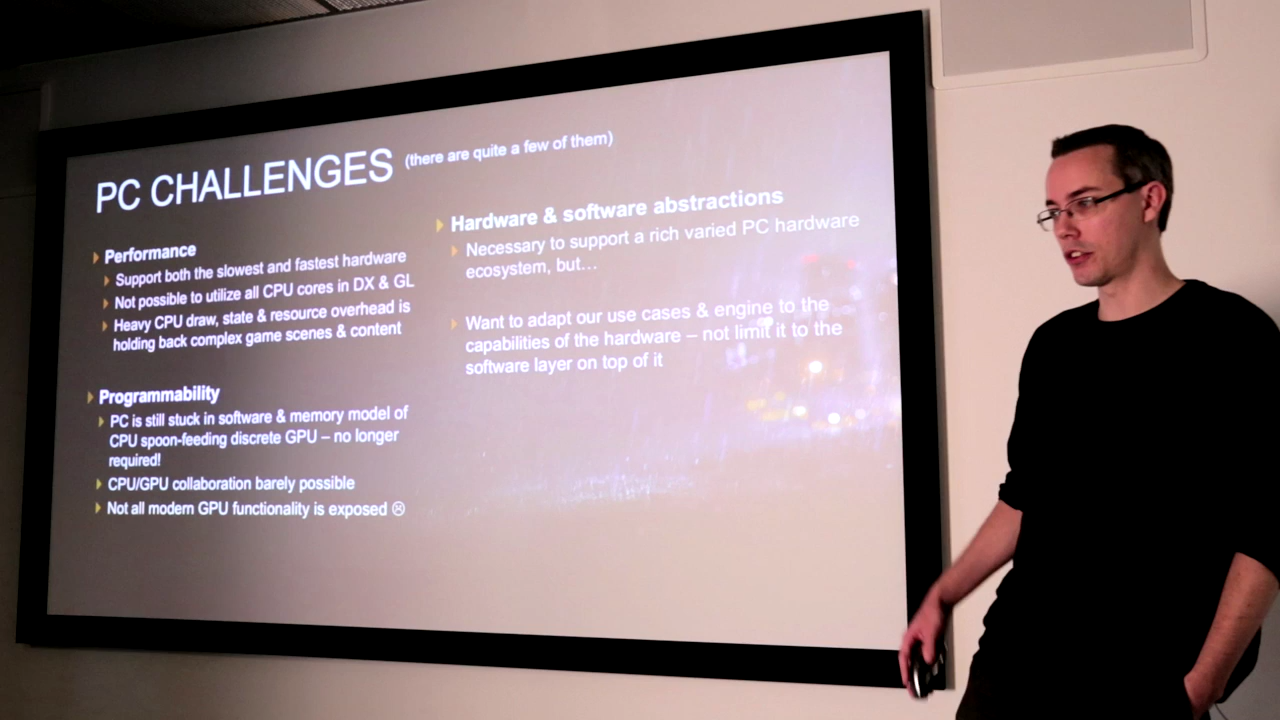 PC CHALLENGES (there are quite a few of them)
Performance
Support both the slowest and fastest hardware
Not possible to utilize all CPU cores in DX & GL
Heavy CPU draw, state & resource overhead is
holding back complex game scenes & content
Programmability
PC is still stuck in software & memory model of
CPU spoon-feeding discrete GPU – no longer
required!
CPU/GPU collaboration barely possible
Not all modern GPU functionality is exposed ☹
Hardware & software abstractions
Necessary to support a rich varied PC hardware
ecosystem, but…
Want to adapt our use cases & engine to the
capabilities of the hardware – not limit it to the
software layer on top of it